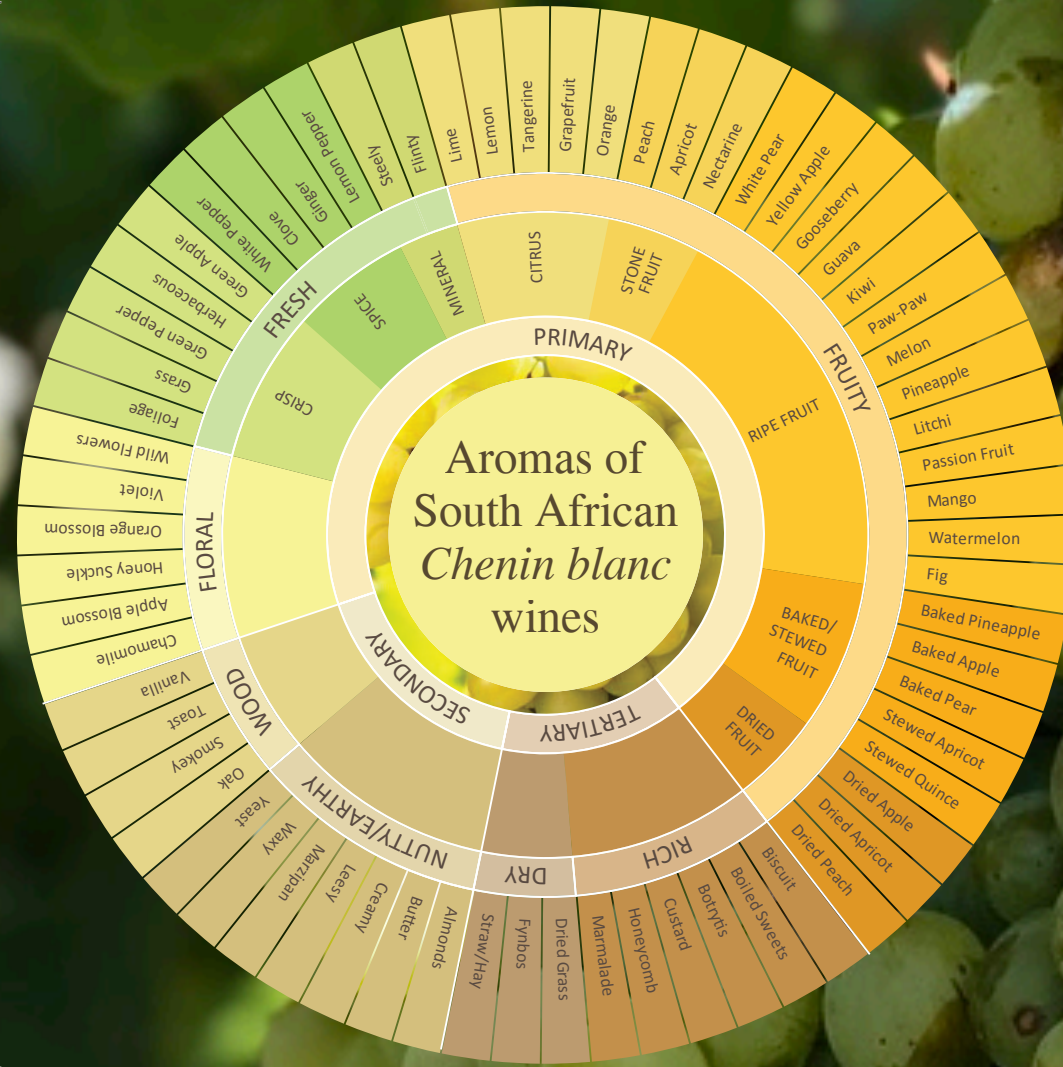 Aromas of
South African
Chenin blanc
wines
PRIMARY
SECONDARY
TERTIARY
FRUITY
CITRUS
Lime
Lemon
Tangerine
Grapefruit
Orange
STONE
FRUIT
Peach
Apricot
Nectarine
RIPE FRUIT
White Pear
Yellow Apple
Gooseberry
Guava
Kiwi
Paw-Paw
Melon
Pineapple
Litchi
Passion Fruit
Mango
Watermelon
Fig
BAKED/
STEWED
FRUIT
Baked Pineapple
Baked Apple
Baked Pear
Stewed Apricot
Stewed Quince
DRIED
FRUIT
Dried Apple
Dried Apricot
Dried Peach
RICH
Biscuit
Boiled Sweets
Botrytis
Custard
Honeycomb
Marmalade
DRY
Dried Grass
Fynbos
Straw/Hay
NUTTY/EARTHY
Almonds
Butter
Creamy
Leesy
Marzipan
Waxy
Yeast
WOOD
Oak
Smokey
Toast
Vanilla
FLORAL
Chamomile
Apple Blossom
Honey Suckle
Orange Blossom
Violet
Wild Flowers
FRESH
CRISP
Foliage
Grass
Green Pepper
Herbaceous
Green Apple
SPICE
White Pepper
Clove
Ginger
Lemon Pepper
MINERAL
Steely
Flinty